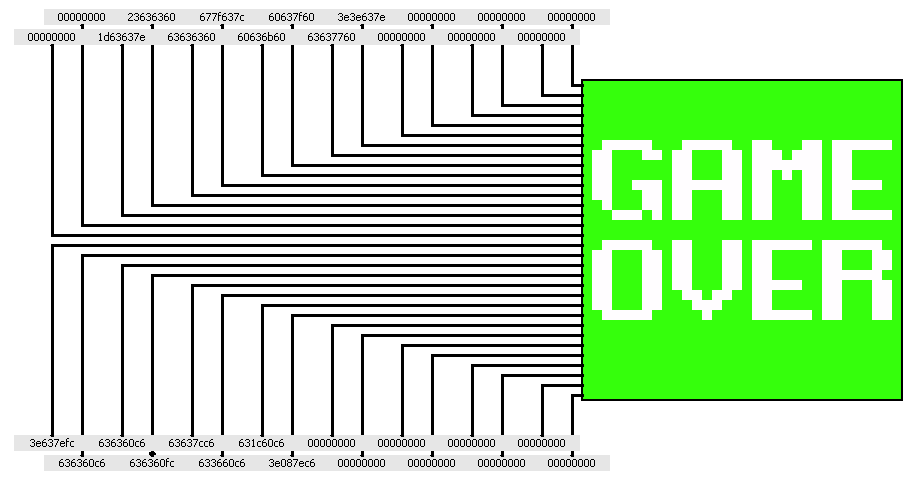 00000000 23636360 677f637c 60637f60 3e3e637e 00000000 00000000 00000000
00000000 1d63637e 63636360 60636b60 63637760 00000000 00000000 00000000
GAME
OVER
3e637efc 636360c6 63637cc6 631c60c6 00000000 00000000 00000000 00000000
636360c6 636360fc 633660c6 3e087ec6 00000000 00000000 00000000 00000000